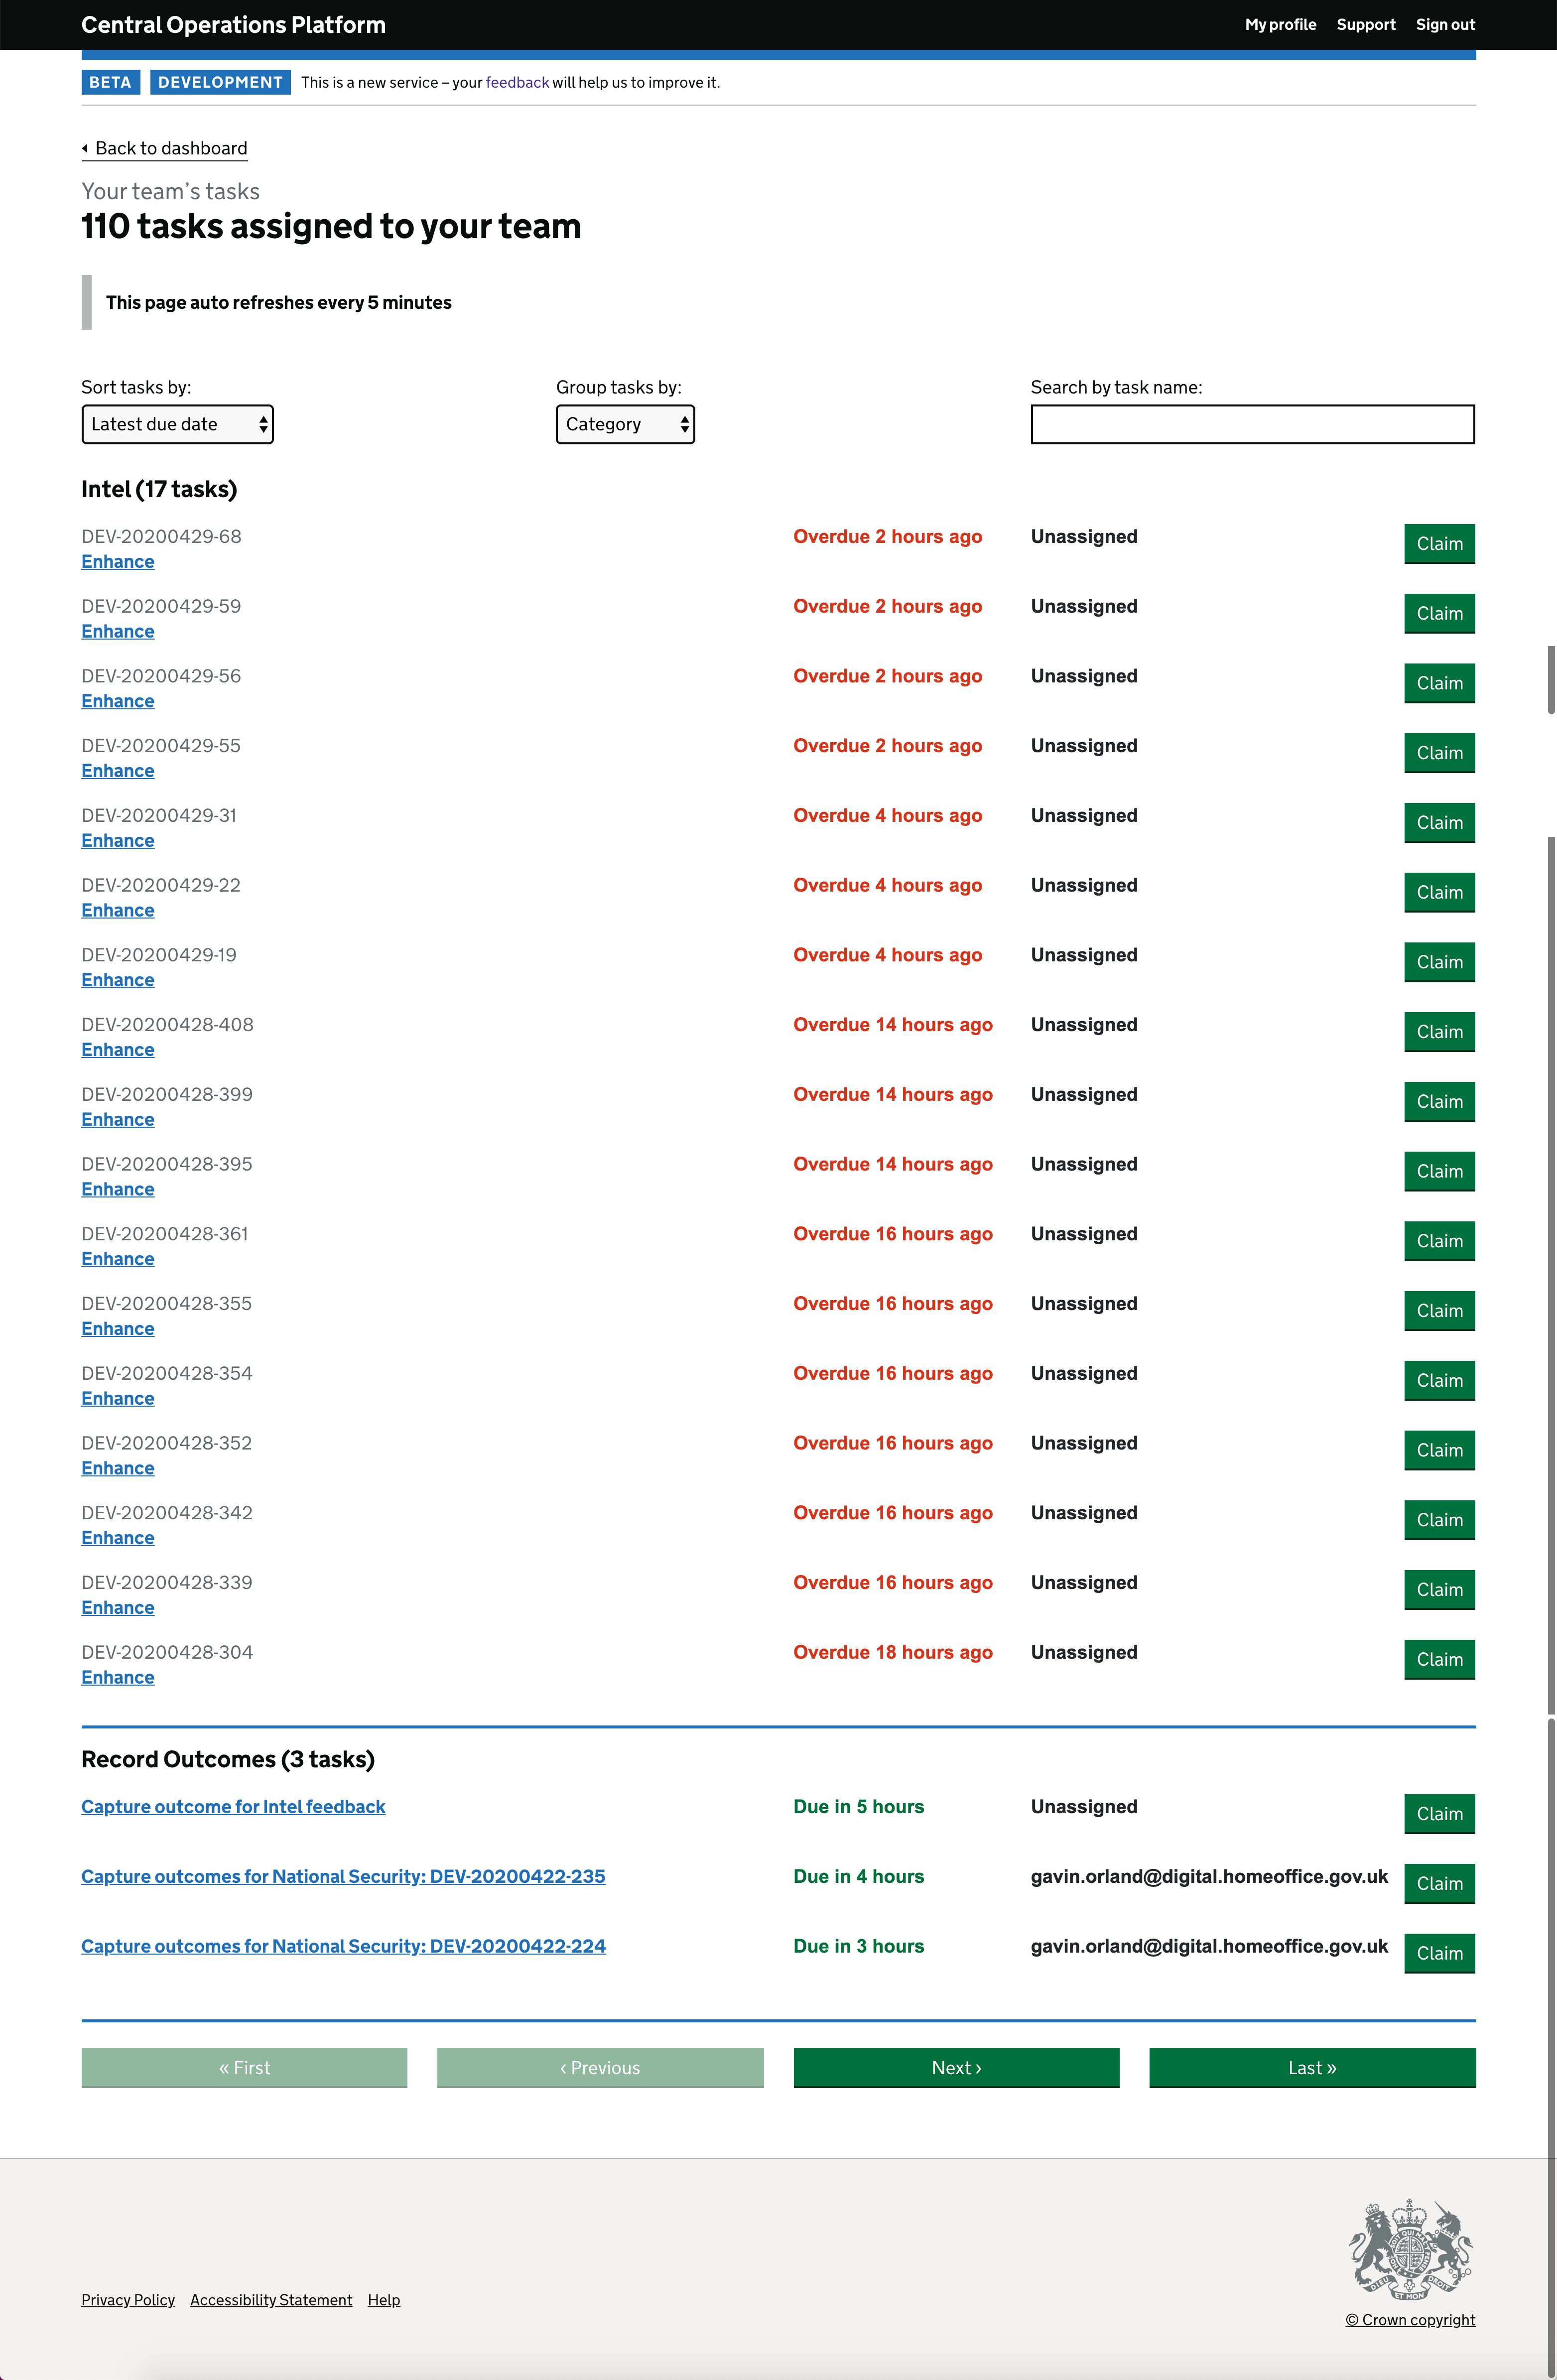 Central Operations Platform
My profile Support Sign out
BETA DEVELOPMENT This is a new service – your feedback will help us to improve it.
Back to dashboard
Your team’s tasks
110 tasks assigned to your team
This page auto refreshes every 5 minutes
Sort tasks by: Group tasks by: Search by task name:
Latest due date Category
Intel (17 tasks)
DEV-20200429-68 Overdue 2 hours ago Unassigned Claim
Enhance
DEV-20200429-59 Overdue 2 hours ago Unassigned Claim
Enhance
DEV-20200429-56 Overdue 2 hours ago Unassigned Claim
Enhance
DEV-20200429-55 Overdue 2 hours ago Unassigned Claim
Enhance
DEV-20200429-31 Overdue 4 hours ago Unassigned Claim
Enhance
DEV-20200429-22 Overdue 4 hours ago Unassigned Claim
Enhance
DEV-20200429-19 Overdue 4 hours ago Unassigned Claim
Enhance
DEV-20200428-408 Overdue 14 hours ago Unassigned Claim
Enhance
DEV-20200428-399 Overdue 14 hours ago Unassigned Claim
Enhance
DEV-20200428-395 Overdue 14 hours ago Unassigned Claim
Enhance
DEV-20200428-361 Overdue 16 hours ago Unassigned Claim
Enhance
DEV-20200428-355 Overdue 16 hours ago Unassigned Claim
Enhance
DEV-20200428-354 Overdue 16 hours ago Unassigned Claim
Enhance
DEV-20200428-352 Overdue 16 hours ago Unassigned Claim
Enhance
DEV-20200428-342 Overdue 16 hours ago Unassigned Claim
Enhance
DEV-20200428-339 Overdue 16 hours ago Unassigned Claim
Enhance
DEV-20200428-304 Overdue 18 hours ago Unassigned Claim
Enhance
Record Outcomes (3 tasks)
Capture outcome for Intel feedback Due in 5 hours Unassigned Claim
Capture outcomes for National Security: DEV-20200422-235 Due in 4 hours gavin.orland@digital.homeoffice.gov.uk Claim
Capture outcomes for National Security: DEV-20200422-224 Due in 3 hours gavin.orland@digital.homeoffice.gov.uk Claim
« First ‹ Previous Next › Last »
DIEU ET MON DROIT
Privacy Policy Accessibility Statement Help
© Crown copyright